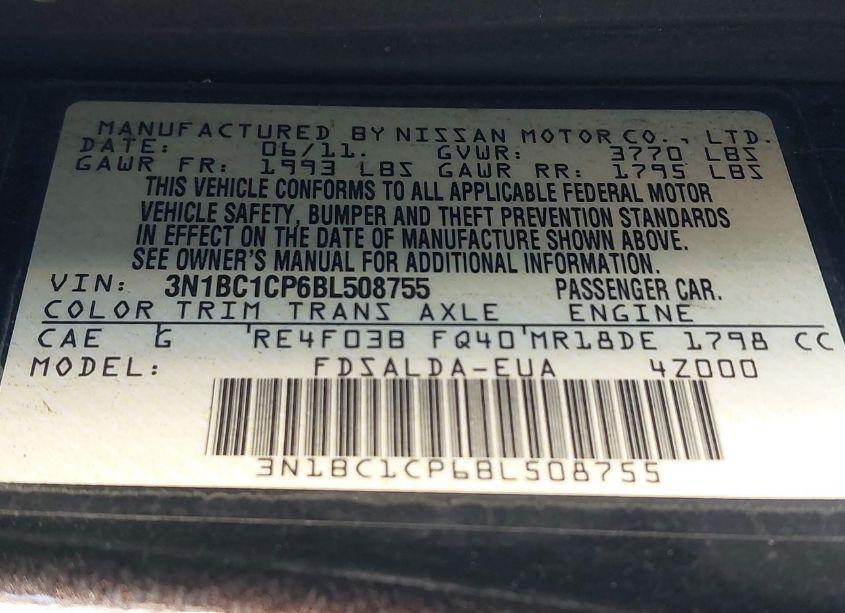 MANUFACTURED BY NISSAN MOTOR CO., LTD.
DATE: 06/11. GVWR: 3770 LBS
GAWR FR: 1993 LBS GAWR RR: 1795 LBS
THIS VEHICLE CONFORMS TO ALL APPLICABLE FEDERAL MOTOR
VEHICLE SAFETY, BUMPER AND THEFT PREVENTION STANDARDS
IN EFFECT ON THE DATE OF MANUFACTURE SHOWN ABOVE.
SEE OWNER'S MANUAL FOR ADDITIONAL INFORMATION.
VIN: 3N1BC1CP6BL508755 PASSENGER CAR.
COLOR TRIM TRANS AXLE ENGINE
CAE G RE4F03B FQ40 MR18DE 1798 CC
MODEL: FDSALDA-EUA 4Z000
3N1BC1CP6BL508755